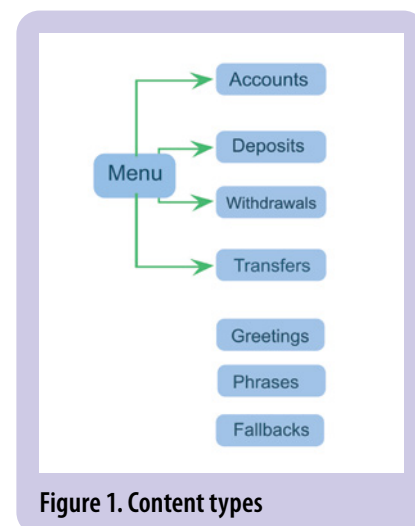 Accounts
Deposits
Menu
Withdrawals
Transfers
Greetings
Phrases
Fallbacks
Figure 1. Content types